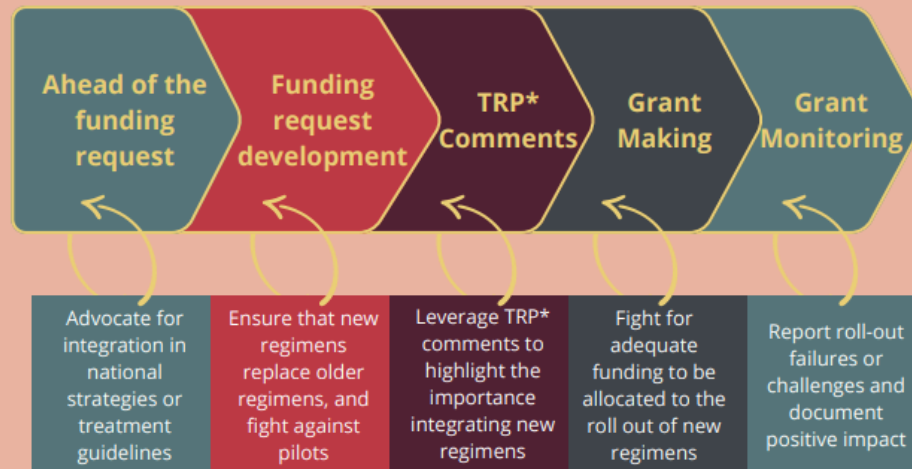 Ahead of the
funding
request
Funding
request
development
TRP*
Comments
Grant
Making
Grant
Monitoring
Advocate for
integration in
national
strategies or
treatment
guidelines
Ensure that new
regimens
replace older
regimens, and
fight against
pilots
Leverage TRP*
comments to
highlight the
importance
integrating new
regimens
Fight for
adequate
funding to be
allocated to the
roll out of new
regimens
Report roll-out
failures or
challenges and
document
positive impact